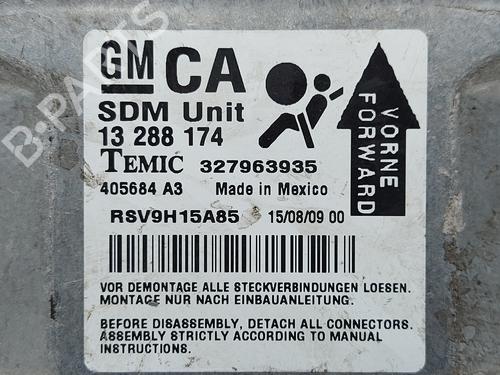 GM CA
SDM Unit
13 288 174
TEMIC 327963935
405684 A3 Made in Mexico
RSV9H15A85 15/08/09 00
VORNE
FORWARD
VOR DEMONTAGE ALLE STECKVERBINDUNGEN LOESEN.
MONTAGE NUR NACH EINBAUANLEITUNG.
BEFORE DISASSEMBLY, DETACH ALL CONNECTORS.
ASSEMBLY STRICTLY ACCORDING TO MANUAL
INSTRUCTIONS.
B-PARTS